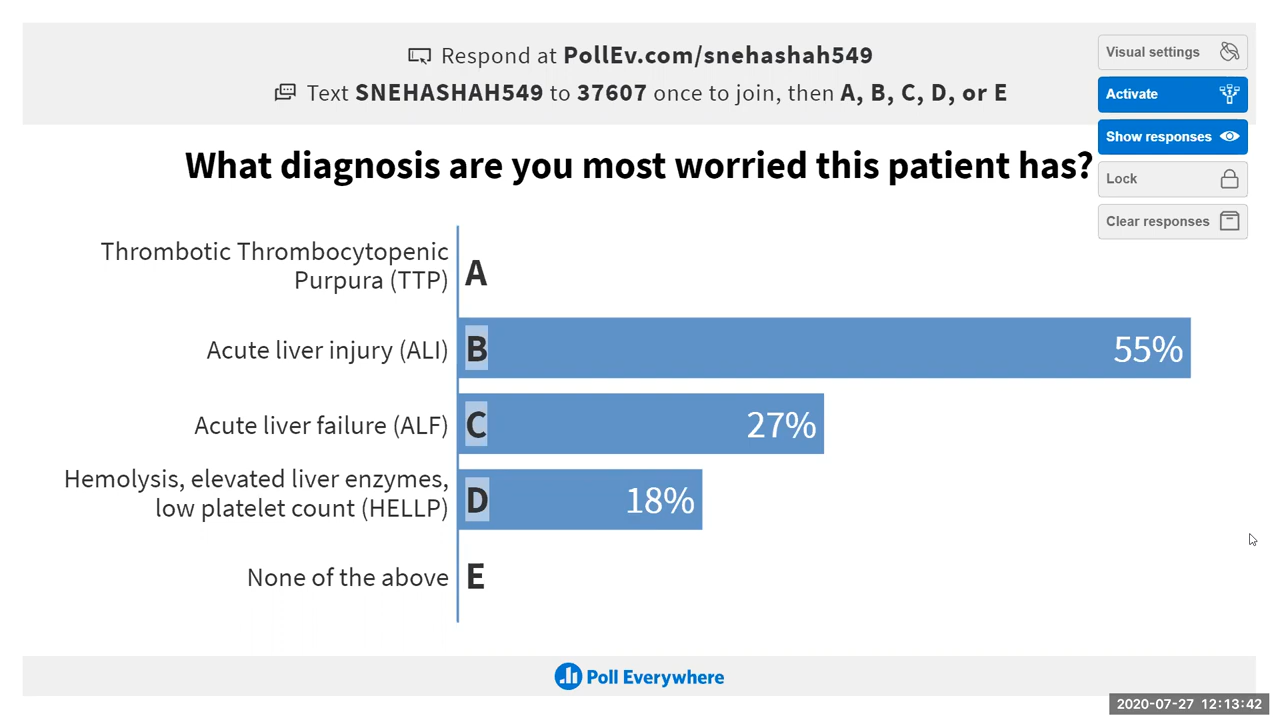 Respond at PollEv.com/snehashah549
Text SNEHASHAH549 to 37607 once to join, then A, B, C, D, or E
Visual settings
Activate
Show responses
Lock
Clear responses
What diagnosis are you most worried this patient has?
Thrombotic Thrombocytopenic
Purpura (TTP)
A
Acute liver injury (ALI)
B
55%
Acute liver failure (ALF)
C
27%
Hemolysis, elevated liver enzymes,
low platelet count (HELLP)
D
18%
None of the above
E
Poll Everywhere
2020-07-27 12:13:42